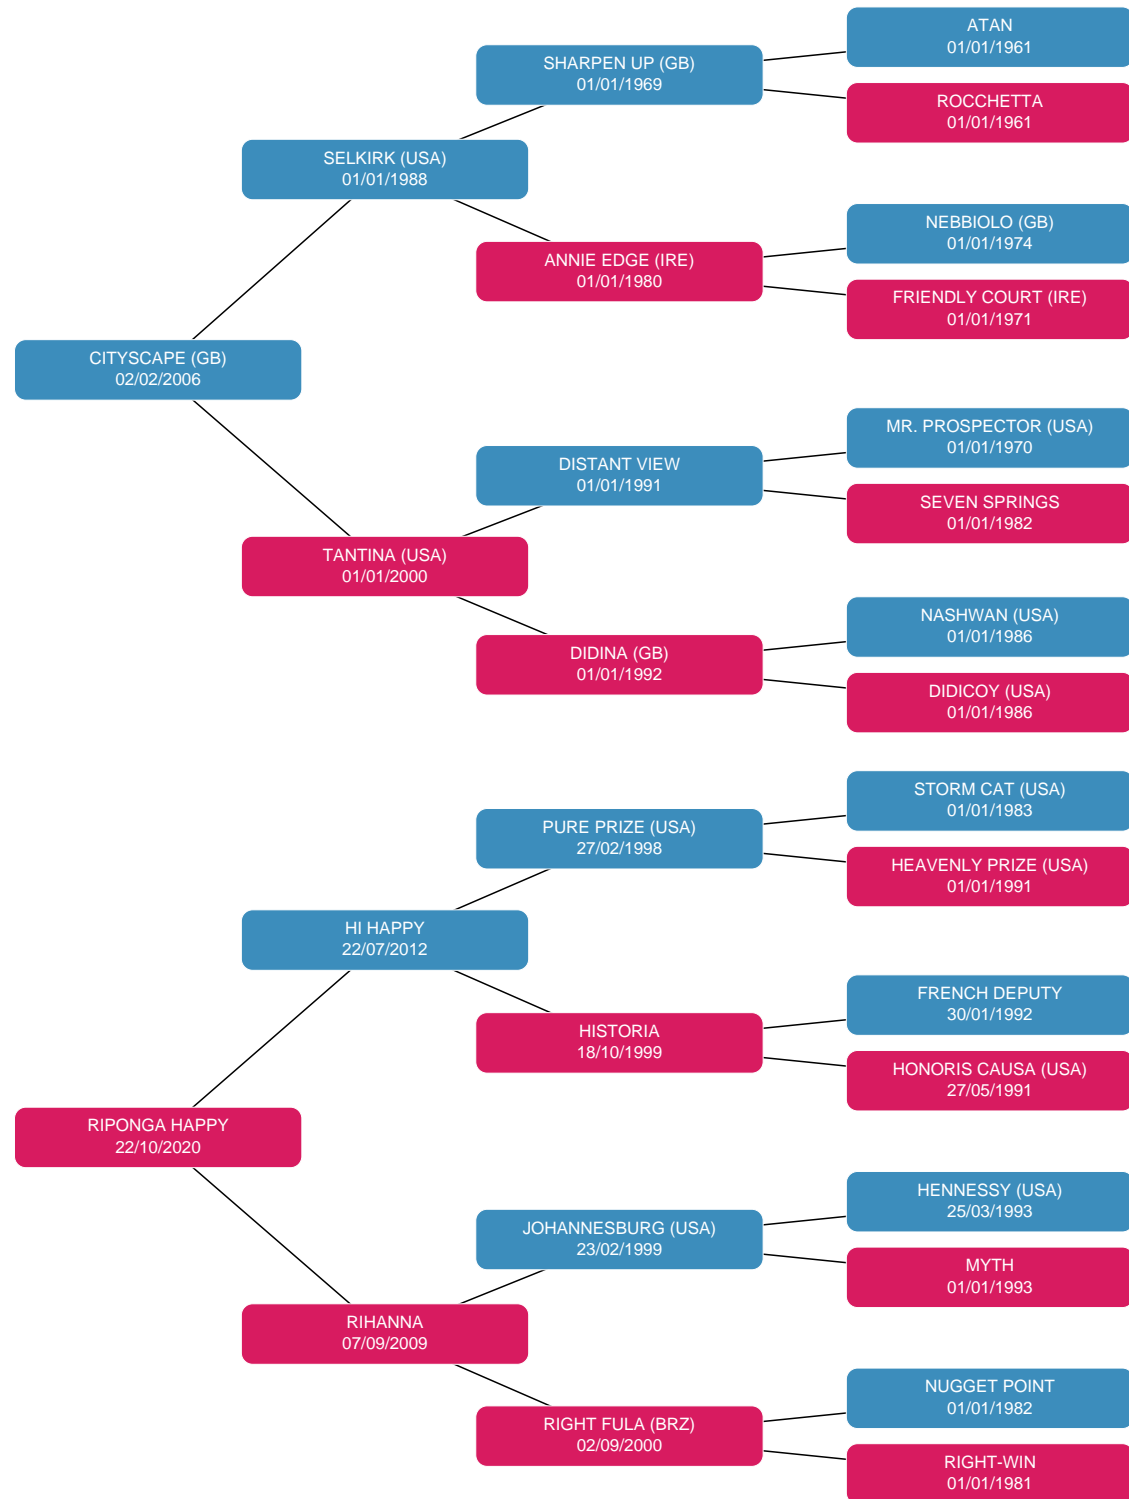 ATAN
01/01/1961
SHARPEN UP (GB)
01/01/1969
ROCCHETTA
01/01/1961
SELKIRK (USA)
01/01/1988
NEBBIOLO (GB)
01/01/1974
ANNIE EDGE (IRE)
01/01/1980
FRIENDLY COURT (IRE)
01/01/1971
CITYSCAPE (GB)
02/02/2006
MR. PROSPECTOR (USA)
01/01/1970
DISTANT VIEW
01/01/1991
SEVEN SPRINGS
01/01/1982
TANTINA (USA)
01/01/2000
NASHWAN (USA)
01/01/1986
DIDINA (GB)
01/01/1992
DIDICOY (USA)
01/01/1986
STORM CAT (USA)
01/01/1983
PURE PRIZE (USA)
27/02/1998
HEAVENLY PRIZE (USA)
01/01/1991
HI HAPPY
22/07/2012
FRENCH DEPUTY
30/01/1992
HISTORIA
18/10/1999
HONORIS CAUSA (USA)
27/05/1991
RIPONGA HAPPY
22/10/2020
HENNESSY (USA)
25/03/1993
JOHANNESBURG (USA)
23/02/1999
MYTH
01/01/1993
RIHANNA
07/09/2009
NUGGET POINT
01/01/1982
RIGHT FULA (BRZ)
02/09/2000
RIGHT-WIN
01/01/1981